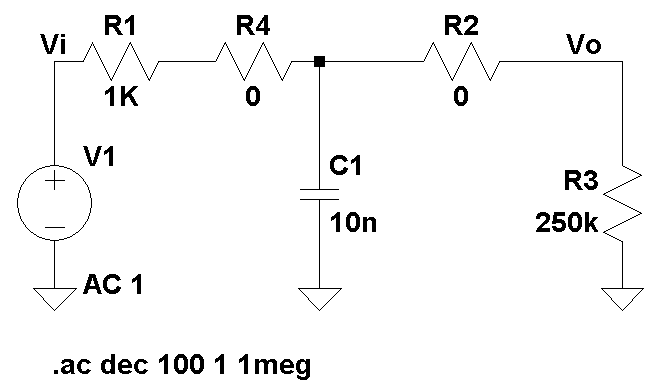 R1 R4 R2
Vi Vo
1K 0 0
V1
C1
R3
10n 250k
AC 1
.ac dec 100 1 1meg